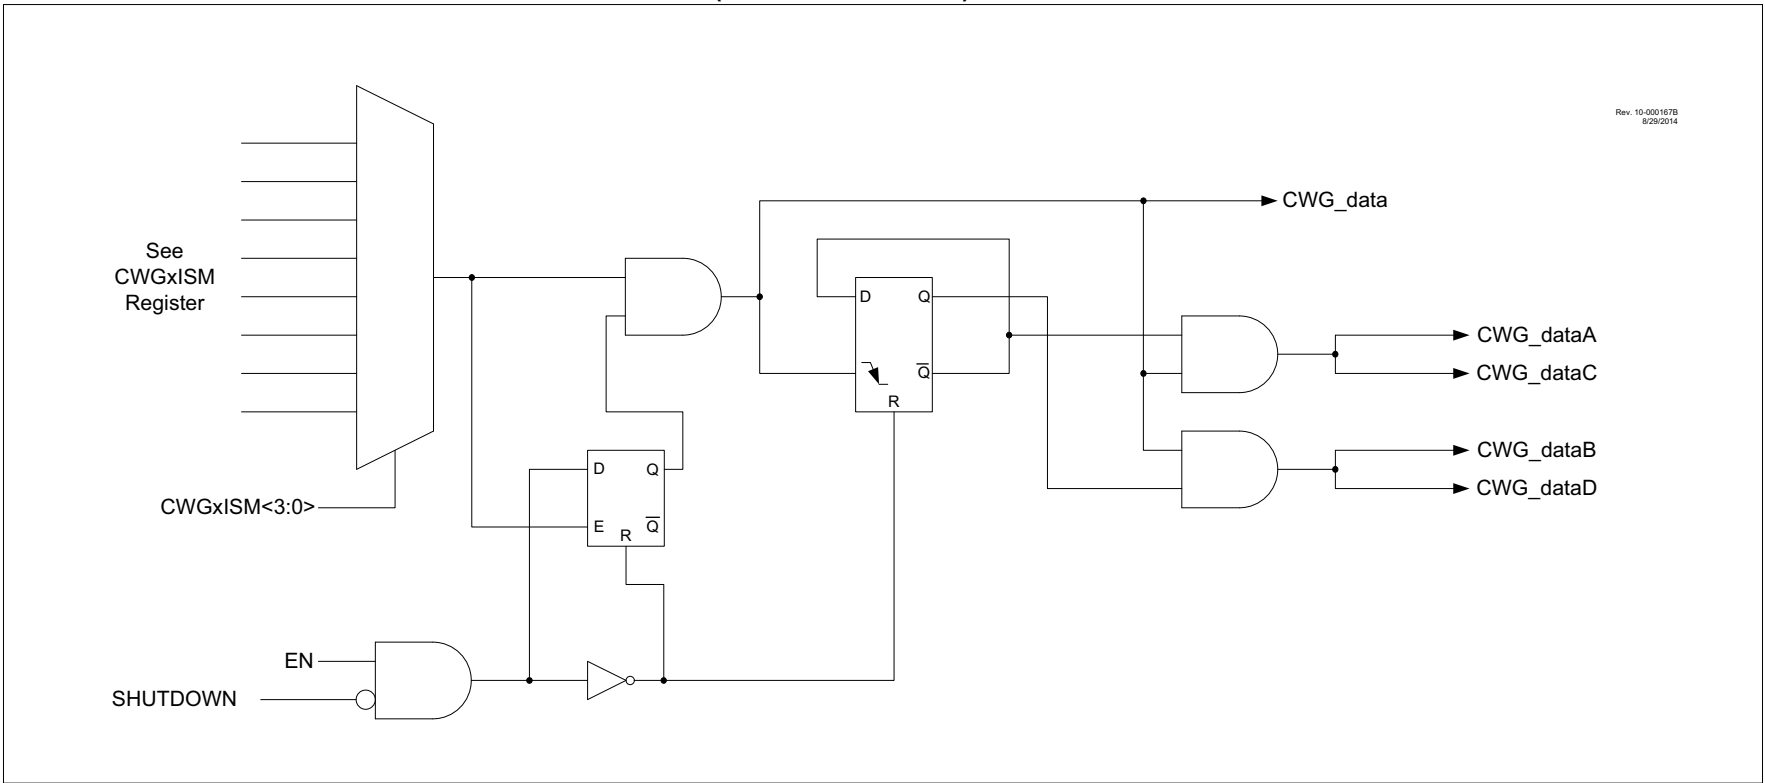 Rev. 10-000167B
8/29/2014
See
CWGxISM
Register
CWGxISM<3:0>
EN
SHUTDOWN
D
Q
E
R
Q̅
D
Q
Q̅
R
CWG_data
CWG_dataA
CWG_dataC
CWG_dataB
CWG_dataD